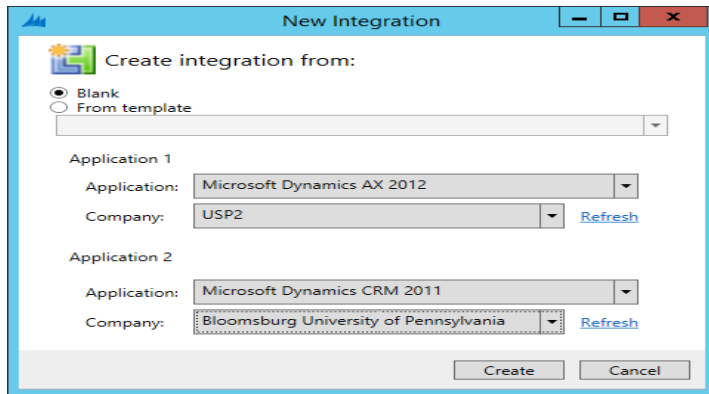 New Integration
Create integration from:
Blank
From template
Application 1
Application: Microsoft Dynamics AX 2012
Company: USP2 Refresh
Application 2
Application: Microsoft Dynamics CRM 2011
Company: Bloomsburg University of Pennsylvania Refresh
Create Cancel